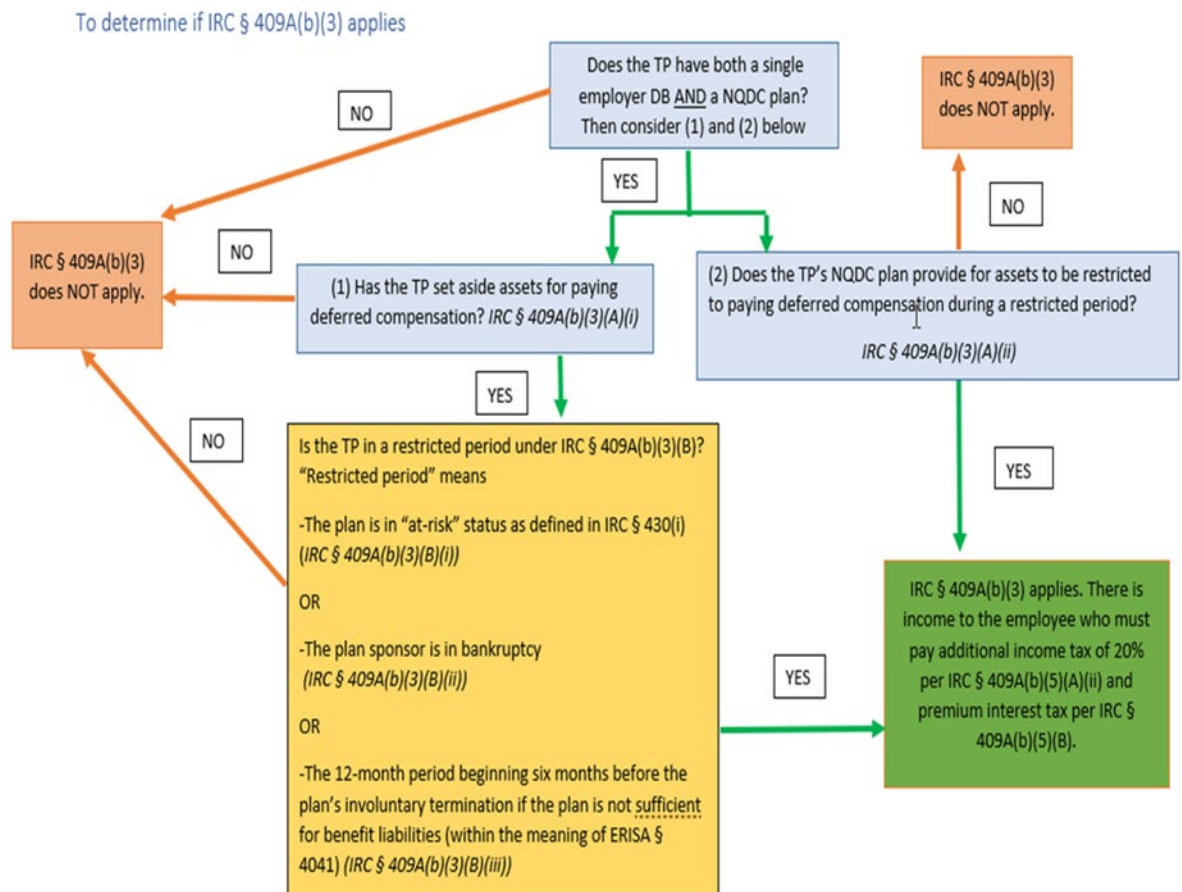 To determine if IRC § 409A(b)(3) applies
Does the TP have both a single
employer DB AND a NQDC plan?
Then consider (1) and (2) below
IRC § 409A(b)(3)
does NOT apply.
NO
YES
NO
IRC § 409A(b)(3)
does NOT apply.
NO
(1) Has the TP set aside assets for paying
deferred compensation? IRC § 409A(b)(3)(A)(i)
(2) Does the TP’s NQDC plan provide for assets to be restricted
to paying deferred compensation during a restricted period?
IRC § 409A(b)(3)(A)(ii)
YES
NO
Is the TP in a restricted period under IRC § 409A(b)(3)(B)?
“Restricted period” means
-The plan is in “at-risk” status as defined in IRC § 430(i)
(IRC § 409A(b)(3)(B)(i))
OR
-The plan sponsor is in bankruptcy
(IRC § 409A(b)(3)(B)(ii))
OR
-The 12-month period beginning six months before the
plan’s involuntary termination if the plan is not sufficient
for benefit liabilities (within the meaning of ERISA §
4041) (IRC § 409A(b)(3)(B)(iii))
YES
YES
IRC § 409A(b)(3) applies. There is
income to the employee who must
pay additional income tax of 20%
per IRC § 409A(b)(5)(A)(ii) and
premium interest tax per IRC §
409A(b)(5)(B).